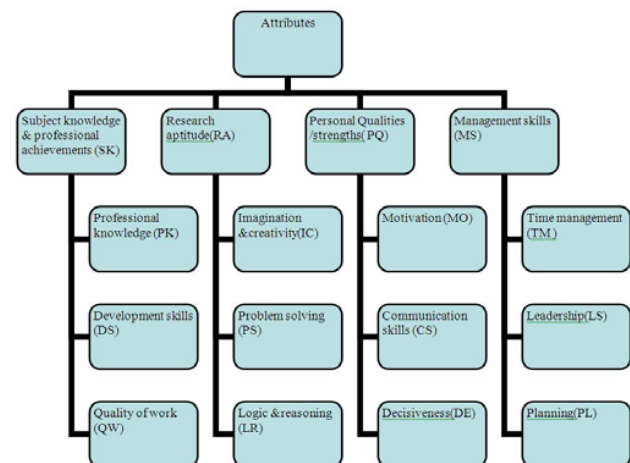 Attributes
Subject knowledge
& professional
achievements (SK)
Research
aptitude(RA)
Personal Qualities
/strengths( PQ)
Management skills
(MS)
Professional
knowledge (PK)
Imagination
&creativity(IC)
Motivation (MO)
Time management
(TM )
Development skills
(DS)
Problem solving
(PS)
Communication
skills (CS)
Leadership(LS)
Quality of work
(QW)
Logic &reasoning
(LR)
Decisiveness(DE)
Planning(PL)